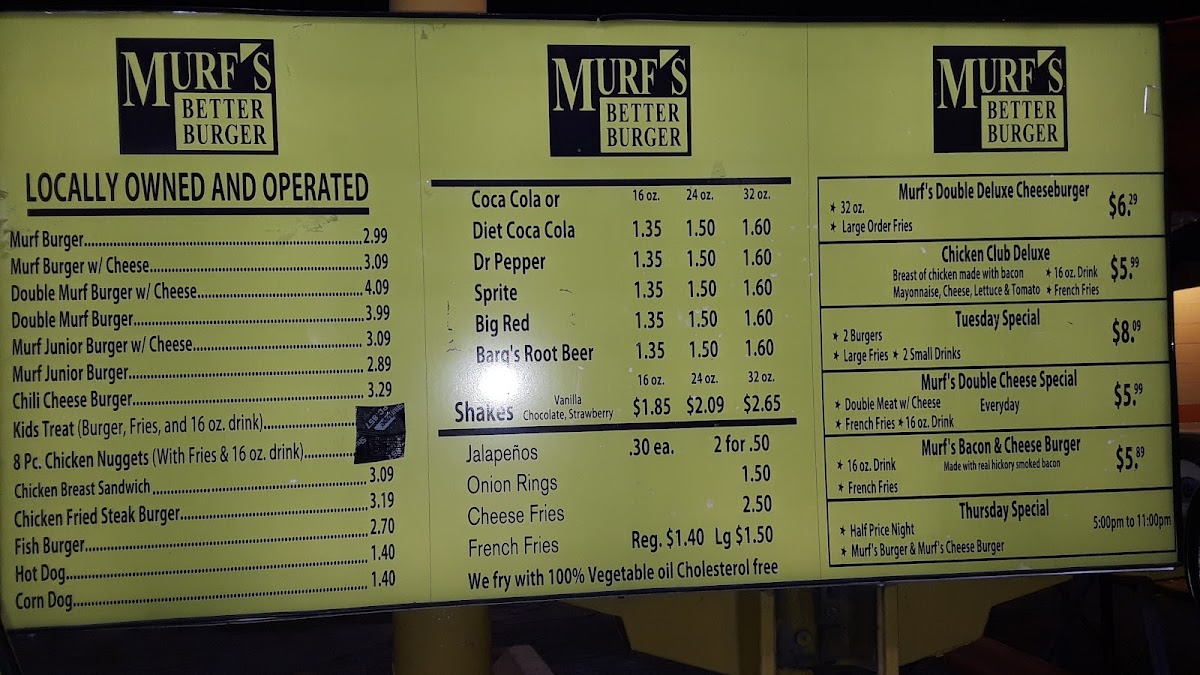 MURF'S
BETTER
BURGER
LOCALLY OWNED AND OPERATED
Murf Burger 2.99
Murf Burger w/ Cheese 3.09
Double Murf Burger w/ Cheese 4.09
Double Murf Burger 3.99
Murf Junior Burger w/ Cheese 3.09
Murf Junior Burger 2.89
Chili Cheese Burger 3.29
Kids Treat (Burger, Fries, and 16 oz. drink)
8 Pc. Chicken Nuggets (With Fries & 16 oz. drink)
Chicken Breast Sandwich 3.09
Chicken Fried Steak Burger 3.19
Fish Burger 2.70
Hot Dog 1.40
Corn Dog 1.40
MURF'S
BETTER
BURGER
Coca Cola or 16 oz. 24 oz. 32 oz.
Diet Coca Cola 1.35 1.50 1.60
Dr Pepper 1.35 1.50 1.60
Sprite 1.35 1.50 1.60
Big Red 1.35 1.50 1.60
Barq's Root Beer 1.35 1.50 1.60
16 oz. 24 oz. 32 oz.
Shakes Vanilla
Chocolate, Strawberry $1.85 $2.09 $2.65
Jalapeños .30 ea. 2 for .50
Onion Rings 1.50
Cheese Fries 2.50
French Fries Reg. $1.40 Lg $1.50
We fry with 100% Vegetable oil Cholesterol free
MURF'S
BETTER
BURGER
Murf's Double Deluxe Cheeseburger
★ 32 oz. $6.29
★ Large Order Fries
Chicken Club Deluxe
Breast of chicken made with bacon ★ 16 oz. Drink $5.99
Mayonnaise, Cheese, Lettuce & Tomato ★ French Fries
Tuesday Special
★ 2 Burgers $8.09
★ Large Fries ★ 2 Small Drinks
Murf's Double Cheese Special
★ Double Meat w/ Cheese Everyday $5.99
★ French Fries ★ 16 oz. Drink
Murf's Bacon & Cheese Burger
★ 16 oz. Drink Made with real hickory smoked bacon $5.89
★ French Fries
Thursday Special
★ Half Price Night 5:00pm to 11:00pm
★ Murf's Burger & Murf's Cheese Burger